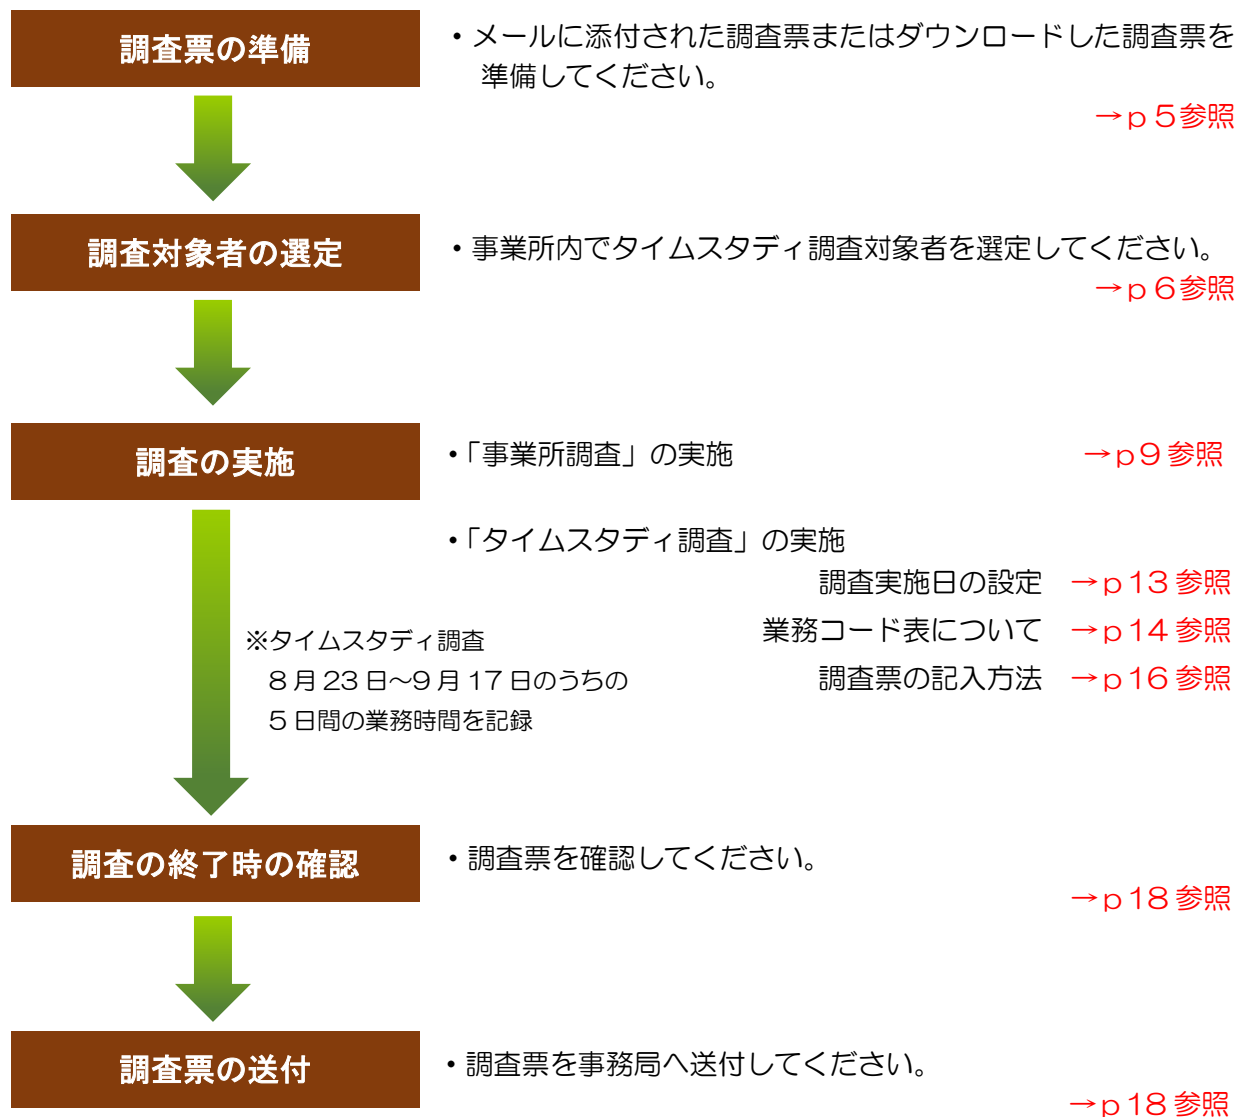 調査票の準備
・メールに添付された調査票またはダウンロードした調査票を
準備してください。
→p５参照
調査対象者の選定
・事業所内でタイムスタディ調査対象者を選定してください。
→p６参照
調査の実施
・「事業所調査」の実施 →p９参照
・「タイムスタディ調査」の実施
調査実施日の設定 →p13参照
業務コード表について →p14参照
調査票の記入方法 →p16参照
※タイムスタディ調査
８月23日～９月17日のうちの
５日間の業務時間を記録
調査の終了時の確認
・調査票を確認してください。
→p18参照
調査票の送付
・調査票を事務局へ送付してください。
→p18参照